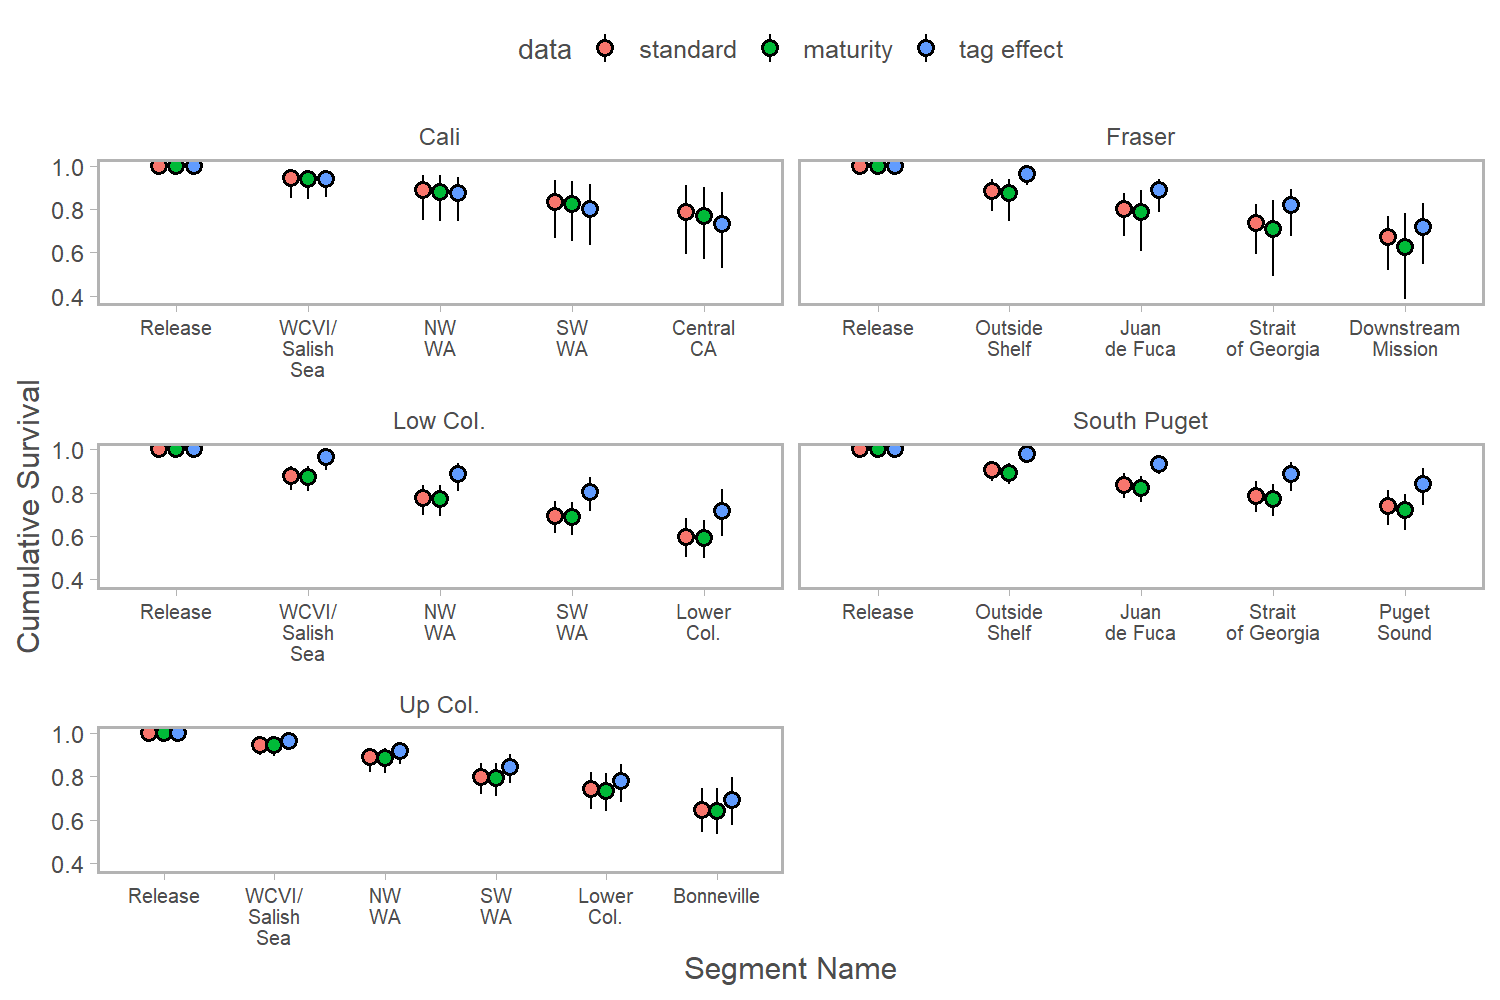 data standard maturity tag effect
Cali
Fraser
1.0
0.8
0.6
0.4
Release
WCVI/
Salish
Sea
NW
WA
SW
WA
Central
CA
Release
Outside
Shelf
Juan
de Fuca
Strait
of Georgia
Downstream
Mission
Cumulative Survival
Low Col.
South Puget
1.0
0.8
0.6
0.4
Release
WCVI/
Salish
Sea
NW
WA
SW
WA
Lower
Col.
Release
Outside
Shelf
Juan
de Fuca
Strait
of Georgia
Puget
Sound
Up Col.
1.0
0.8
0.6
0.4
Release
WCVI/
Salish
Sea
NW
WA
SW
WA
Lower
Col.
Bonneville
Segment Name